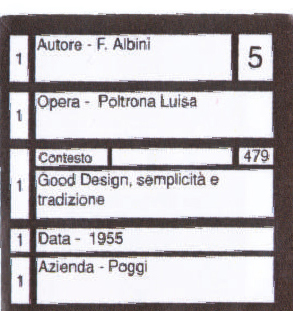 1 Autore - F. Albini 5
1 Opera - Poltrona Luisa
Contesto 479
1 Good Design, semplicità e
tradizione
1 Data - 1955
1 Azienda - Poggi